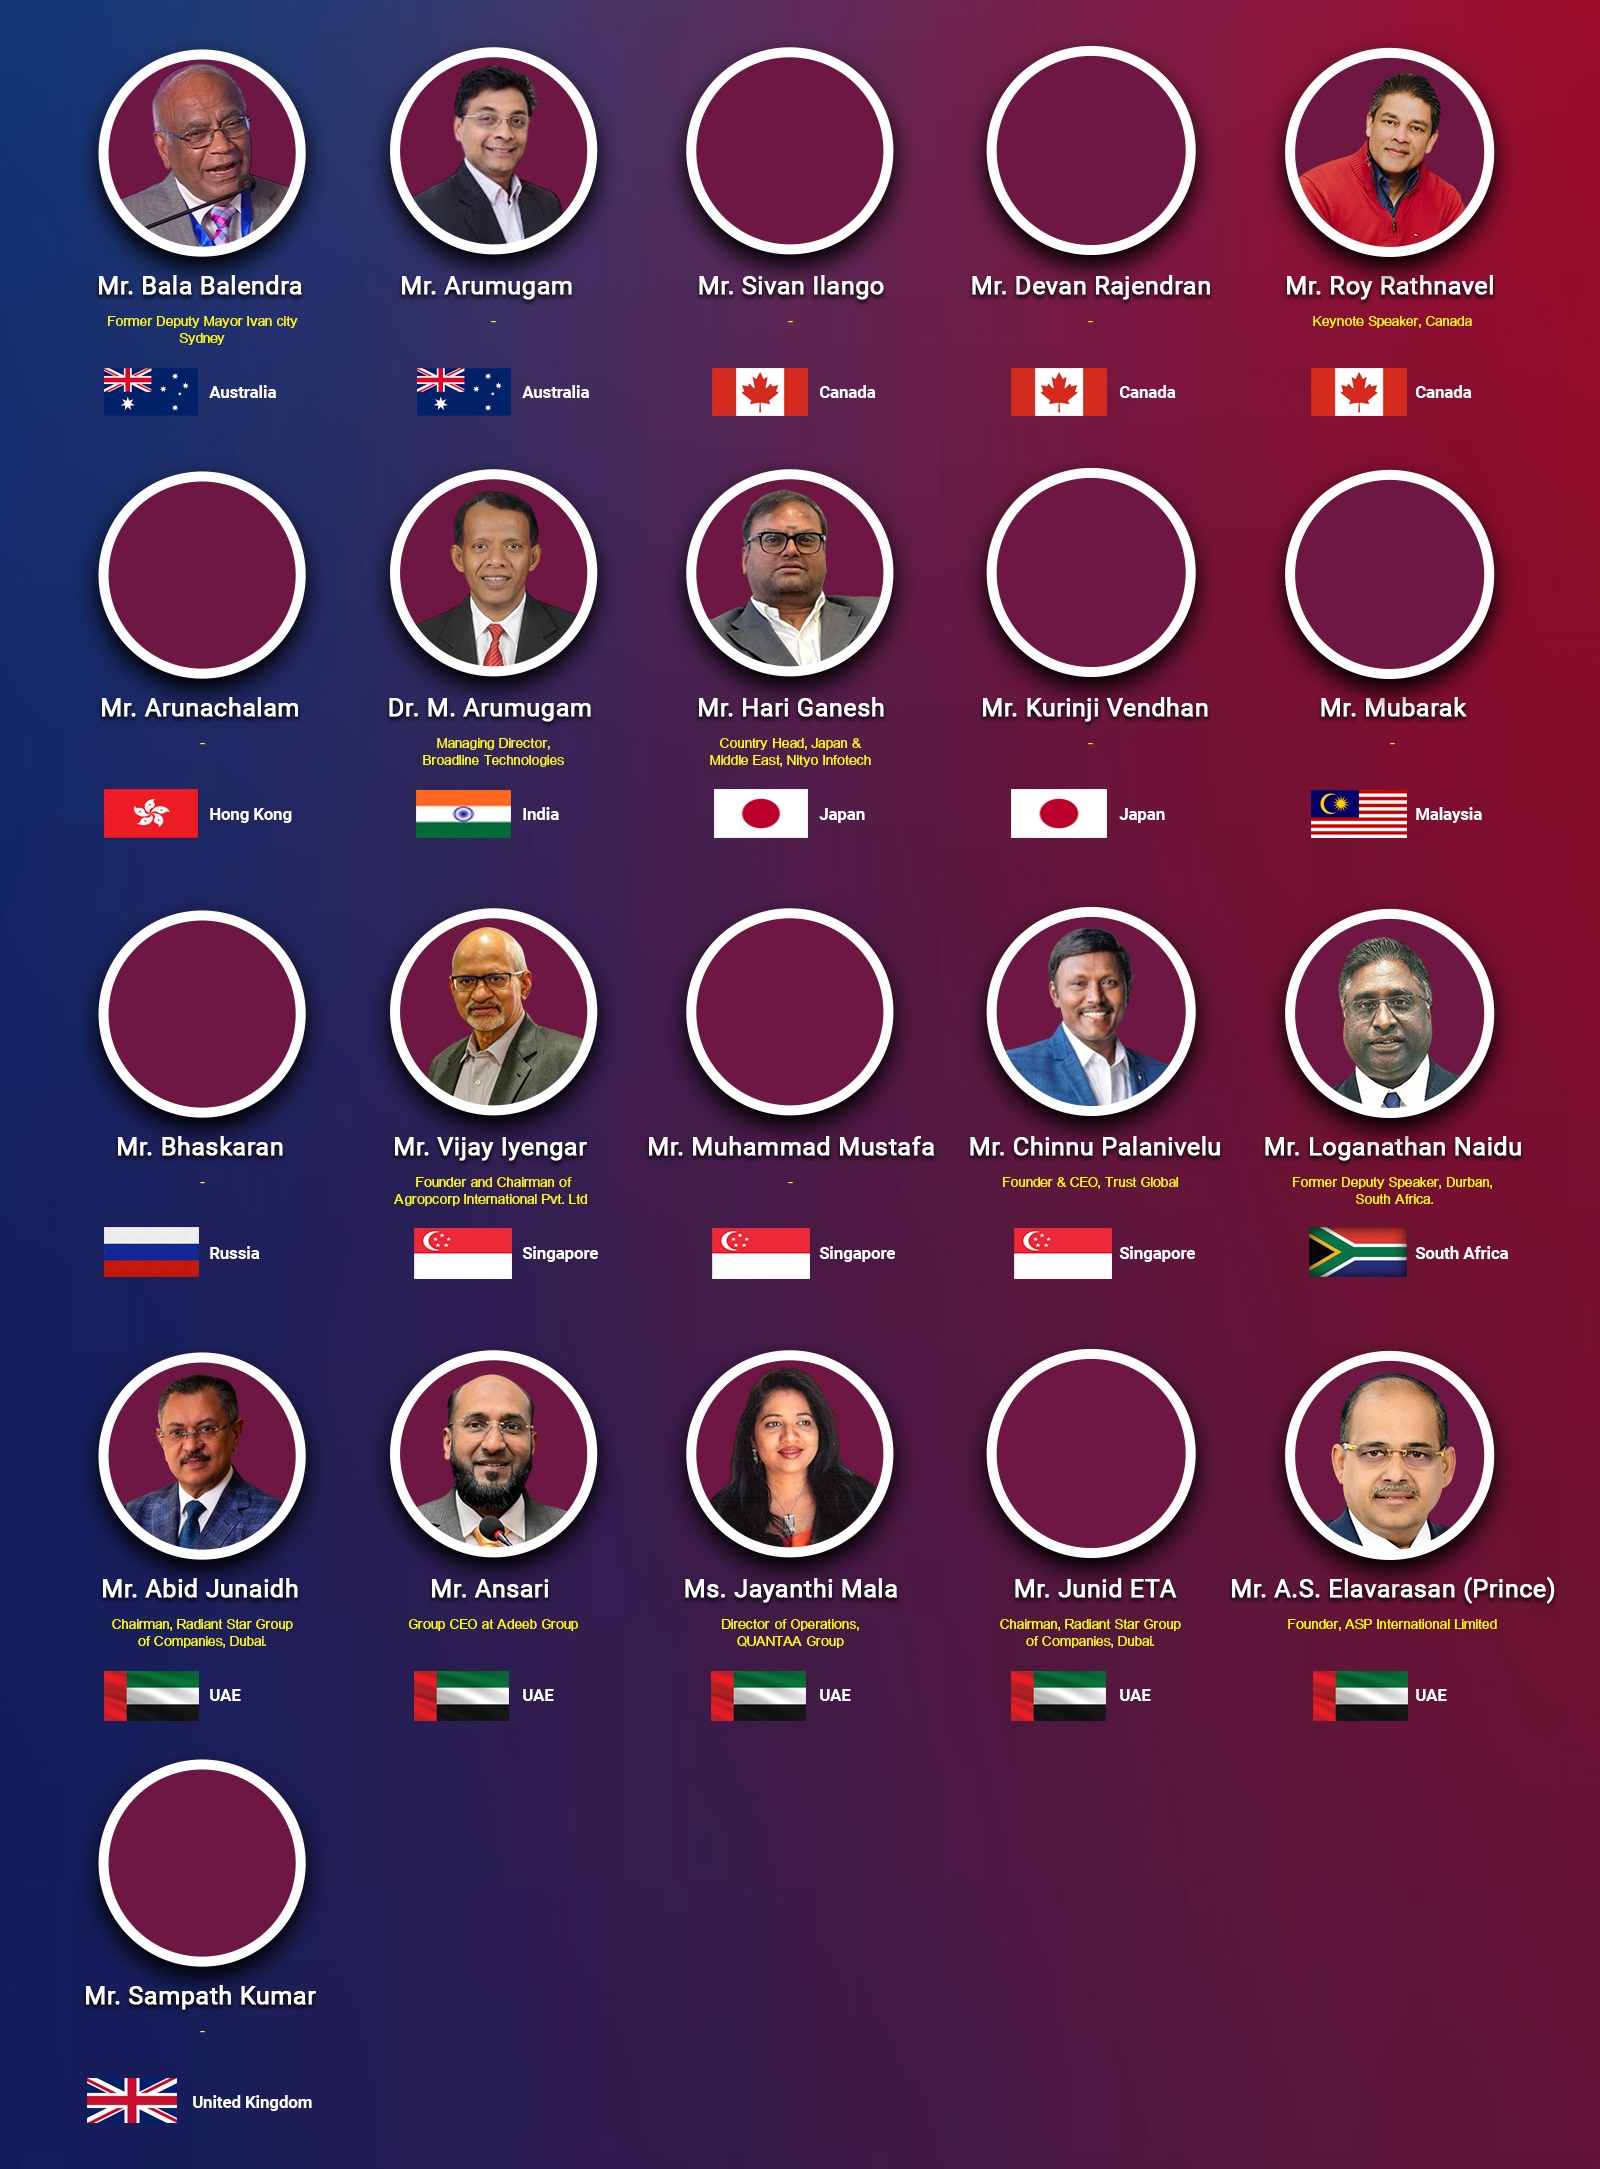 Mr. Bala Balendra
Former Deputy Mayor Ivan city
Sydney
Australia
Mr. Arumugam
-
Australia
Mr. Sivan Ilango
-
Canada
Mr. Devan Rajendran
-
Canada
Mr. Roy Rathnavel
Keynote Speaker, Canada
Canada
Mr. Arunachalam
-
Hong Kong
Dr. M. Arumugam
Managing Director,
Broadline Technologies
India
Mr. Hari Ganesh
Country Head, Japan &
Middle East, Nityo Infotech
Japan
Mr. Kurinji Vendhan
-
Japan
Mr. Mubarak
-
Malaysia
Mr. Bhaskaran
-
Russia
Mr. Vijay Iyengar
Founder and Chairman of
Agropcorp International Pvt. Ltd
Singapore
Mr. Muhammad Mustafa
-
Singapore
Mr. Chinnu Palanivelu
Founder & CEO, Trust Global
Singapore
Mr. Loganathan Naidu
Former Deputy Speaker, Durban,
South Africa.
South Africa
Mr. Abid Junaidh
Chairman, Radiant Star Group
of Companies, Dubai.
UAE
Mr. Ansari
Group CEO at Adeeb Group
UAE
Ms. Jayanthi Mala
Director of Operations,
QUANTAA Group
UAE
Mr. Junid ETA
Chairman, Radiant Star Group
of Companies, Dubai.
UAE
Mr. A.S. Elavarasan (Prince)
Founder, ASP International Limited
UAE
Mr. Sampath Kumar
-
United Kingdom